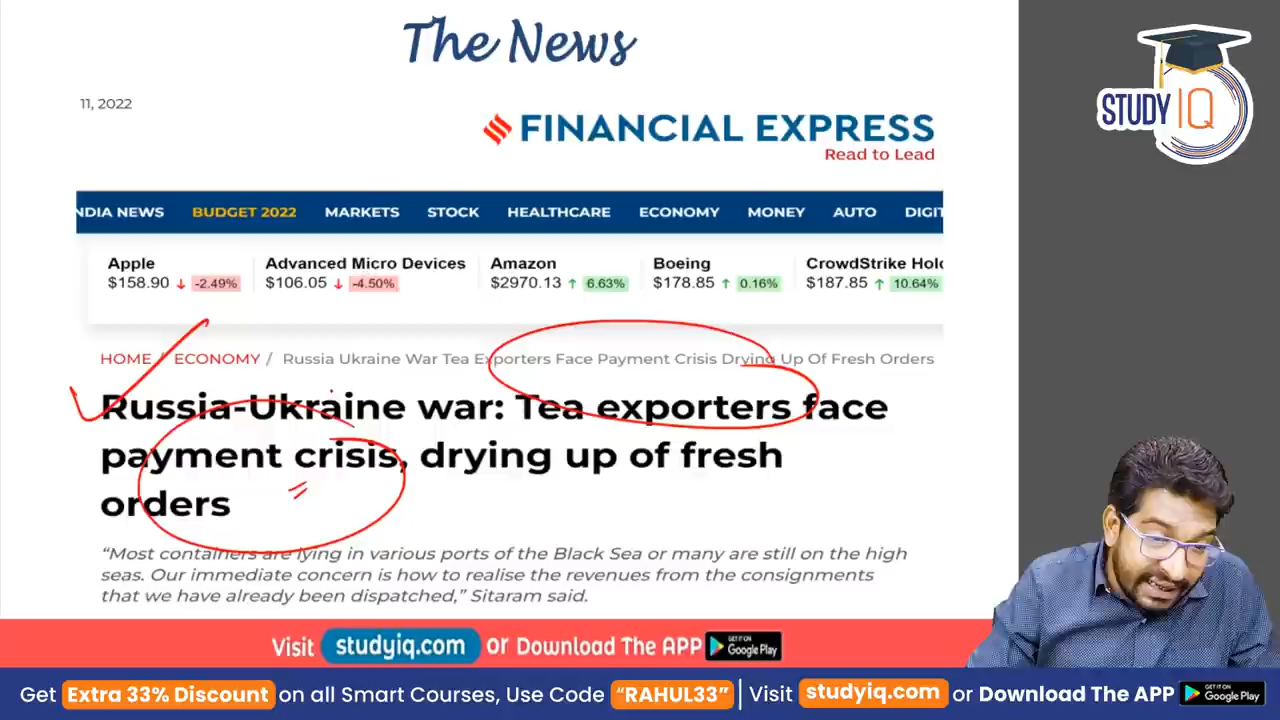 The News
STUDY IQ
11, 2022
FINANCIAL EXPRESS
Read to Lead
NDIA NEWS BUDGET 2022 MARKETS STOCK HEALTHCARE ECONOMY MONEY AUTO DIGIT
Apple Advanced Micro Devices Amazon Boeing CrowdStrike Hold
$158.90 -2.49% $106.05 -4.50% $2970.13 6.63% $178.85 0.16% $187.85 10.64%
HOME / ECONOMY / Russia Ukraine War Tea Exporters Face Payment Crisis Drying Up Of Fresh Orders
Russia-Ukraine war: Tea exporters face
payment crisis, drying up of fresh
orders
“Most containers are lying in various ports of the Black Sea or many are still on the high
seas. Our immediate concern is how to realise the revenues from the consignments
that we have already been dispatched,” Sitaram said.
Visit studyiq.com or Download The APP GET IT ON Google Play
Get Extra 33% Discount on all Smart Courses, Use Code “RAHUL33” | Visit studyiq.com or Download The APP GET IT ON Google Play